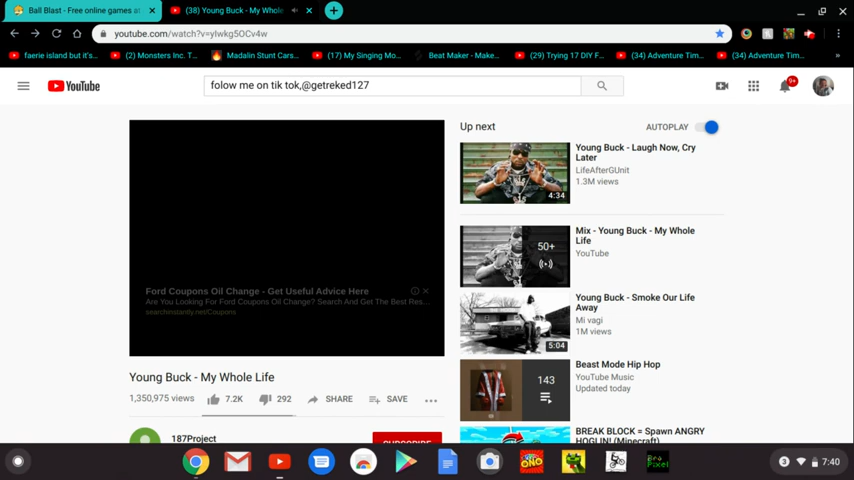 Ball Blast - Free online games at
(38) Young Buck - My Whole
youtube.com/watch?v=
faerie island but it's...
(2) Monsters Inc. T...
Madalin Stunt Cars...
(17) My Singing Mo...
Beat Maker - Make...
(29) Trying 17 DIY F...
(34) Adventure Tim...
(34) Adventure Tim...
»
YouTube
folow me on tik tok,@getreked127
9+
Up next
AUTOPLAY
Young Buck - Laugh Now, Cry
Later
LifeAfterGUnit
1.3M views
4:34
Mix - Young Buck - My Whole
Life
YouTube
50+
Young Buck - Smoke Our Life
Away
Mi vagi
1M views
5:04
Beast Mode Hip Hop
YouTube Music
Updated today
143
BREAK BLOCK = Spawn ANGRY
HOGLIN! (Minecraft)
Ford Coupons Oil Change - Get Useful Advice Here
Are You Looking For Ford Coupons Oil Change? Search And Get The Best Res...
searchinstantly.net/Coupons
Young Buck - My Whole Life
1,350,975 views
7.2K
292
SHARE
SAVE
187Project
SUBSCRIBE
ONO
Bro
Pixel
3
7:40